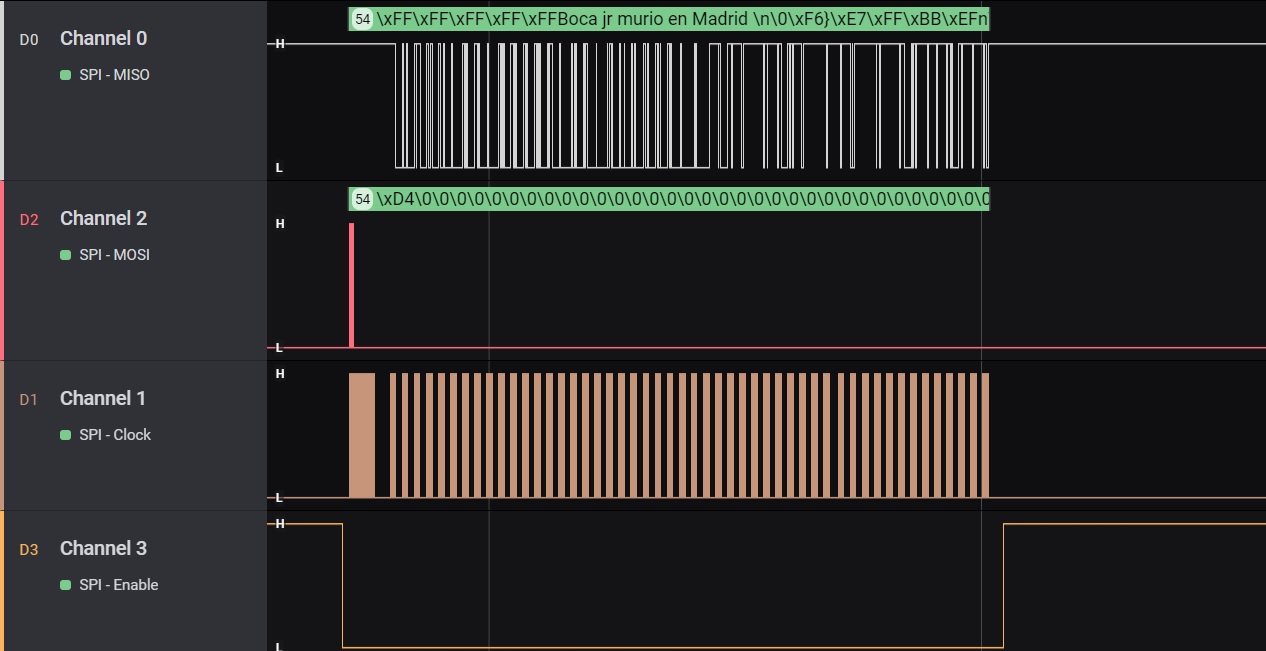 54 \xFF\xFF\xFF\xFF\xFFBoca jr murio en Madrid \n\0\xF6}\xE7\xFF\xBB\xEFn
D0 Channel 0
H
SPI - MISO
L
54 \xD4\0\0\0\0\0\0\0\0\0\0\0\0\0\0\0\0\0\0\0\0\0\0\0\0\0\0\0\0\0\0\0\0\0
D2 Channel 2
H
SPI - MOSI
L
H
D1 Channel 1
SPI - Clock
L
H
D3 Channel 3
SPI - Enable
L